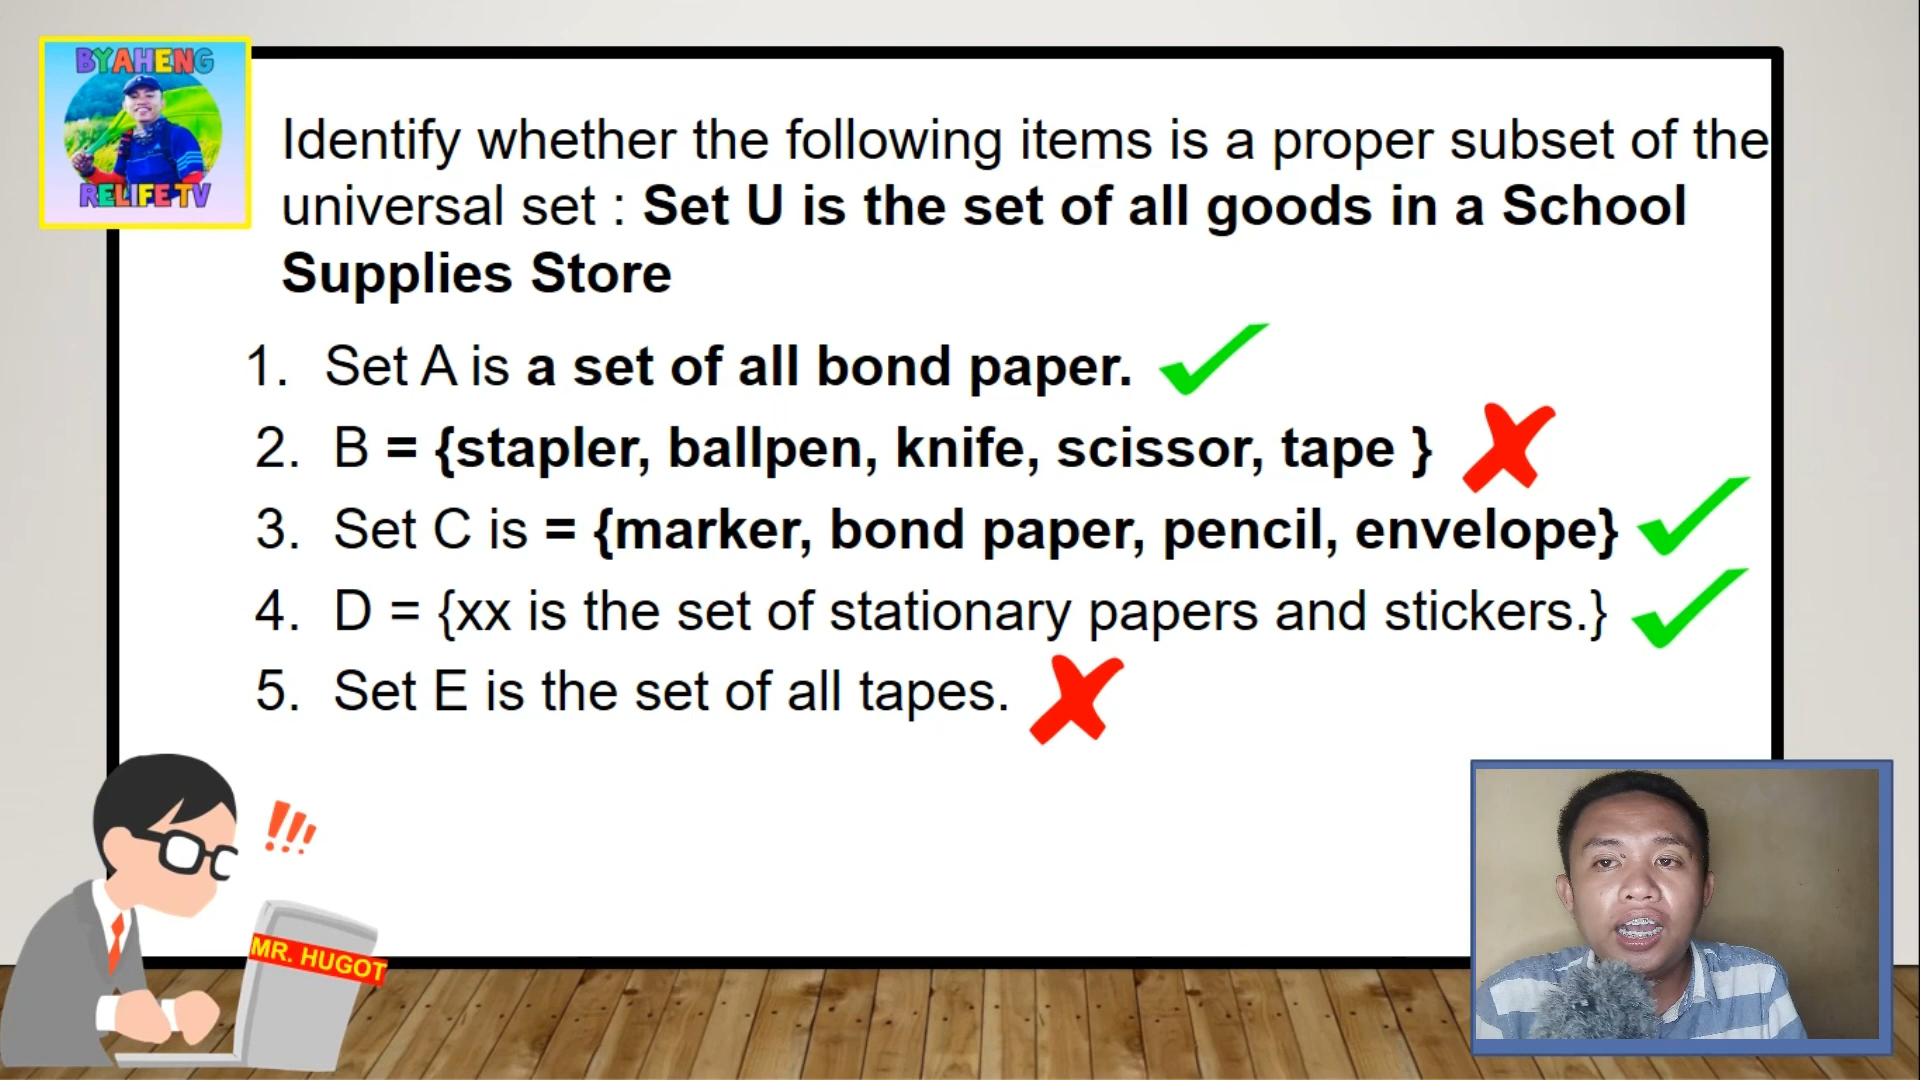 BYAHENG
RELIFE TV
Identify whether the following items is a proper subset of the
universal set : Set U is the set of all goods in a School
Supplies Store
1. Set A is a set of all bond paper.
2. B = {stapler, ballpen, knife, scissor, tape }
3. Set C is = {marker, bond paper, pencil, envelope}
4. D = {xx is the set of stationary papers and stickers.}
5. Set E is the set of all tapes.
!!!
MR. HUGOT